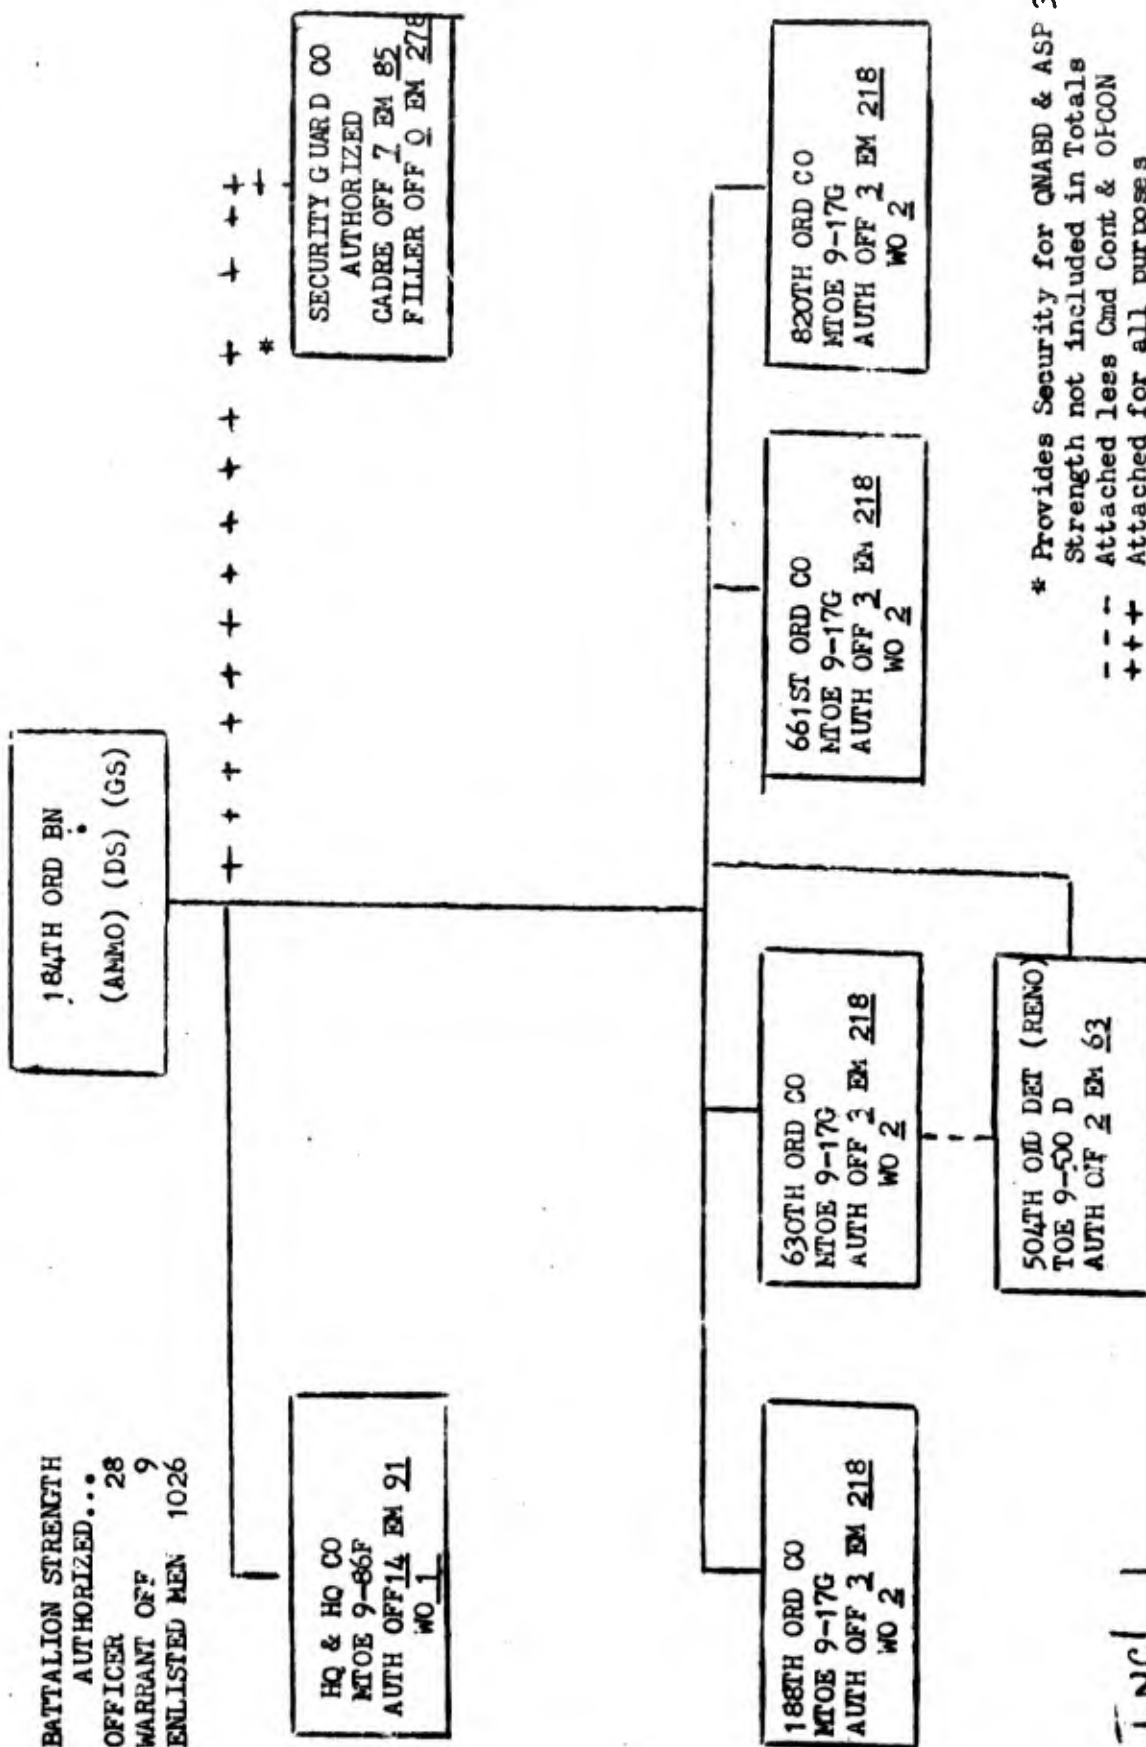 BATTALION STRENGTH
AUTHORIZED...
OFFICER 28
WARRANT OFF 9
ENLISTED MEN 1026
184TH ORD BN
(AMMO) (DS) (GS)
HQ & HQ CO
MTOE 9-86F
AUTH OFF 14 EM 91
WO 1
+ + + + + + + + + + + + + + + +
*
SECURITY GUARD CO
AUTHORIZED
CADRE OFF 7 EM 85
FILLER OFF 0 EM 278
188TH ORD CO
MTOE 9-17G
AUTH OFF 3 EM 218
WO 2
630TH ORD CO
MTOE 9-17G
AUTH OFF 3 EM 218
WO 2
661ST ORD CO
MTOE 9-17G
AUTH OFF 3 EM 218
WO 2
820TH ORD CO
MTOE 9-17G
AUTH OFF 3 EM 218
WO 2
504TH ORD DET (RENO)
TOE 9-500 D
AUTH OFF 2 EM 63
* Provides Security for QNABD & ASP 3
Strength not included in Totals
--- Attached less Cmd Cont & OPCON
+++ Attached for all purposes